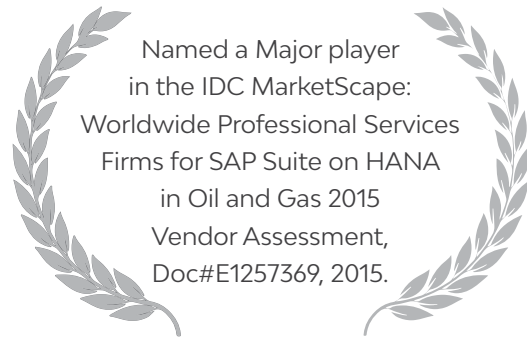 Named a Major player
in the IDC MarketScape:
Worldwide Professional Services
Firms for SAP Suite on HANA
in Oil and Gas 2015
Vendor Assessment,
Doc#E1257369, 2015.